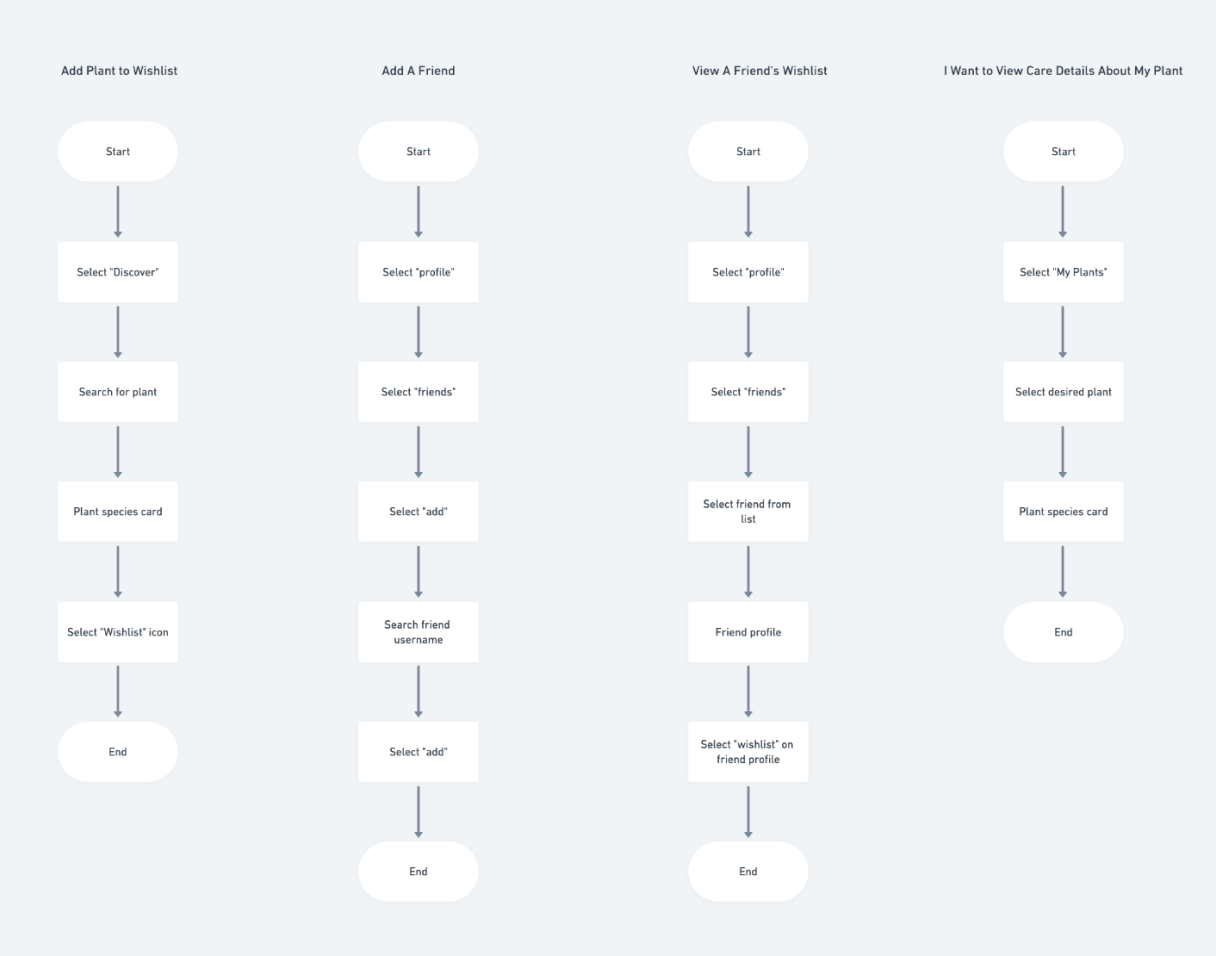 Add Plant to Wishlist
Start
Select "Discover"
Search for plant
Plant species card
Select "Wishlist" icon
End
Add A Friend
Start
Select "profile"
Select "friends"
Select "add"
Search friend
username
Select "add"
End
View A Friend's Wishlist
Start
Select "profile"
Select "friends"
Select friend from
list
Friend profile
Select "wishlist" on
friend profile
End
I Want to View Care Details About My Plant
Start
Select "My Plants"
Select desired plant
Plant species card
End